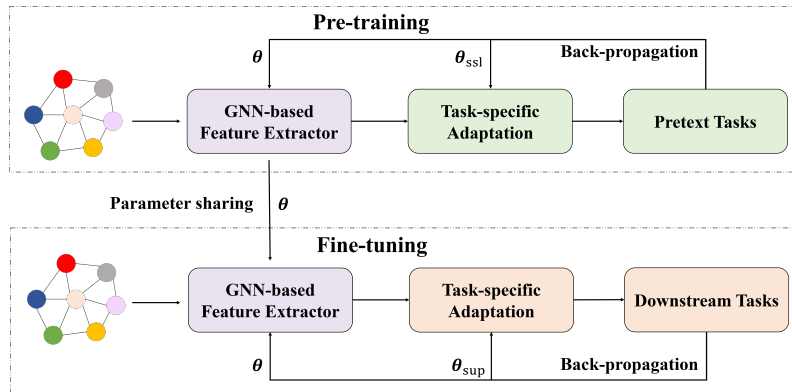 Pre-training
θ
θssl
Back-propagation
GNN-based
Feature Extractor
Task-specific
Adaptation
Pretext Tasks
Parameter sharing
θ
Fine-tuning
GNN-based
Feature Extractor
Task-specific
Adaptation
Downstream Tasks
θ
θsup
Back-propagation